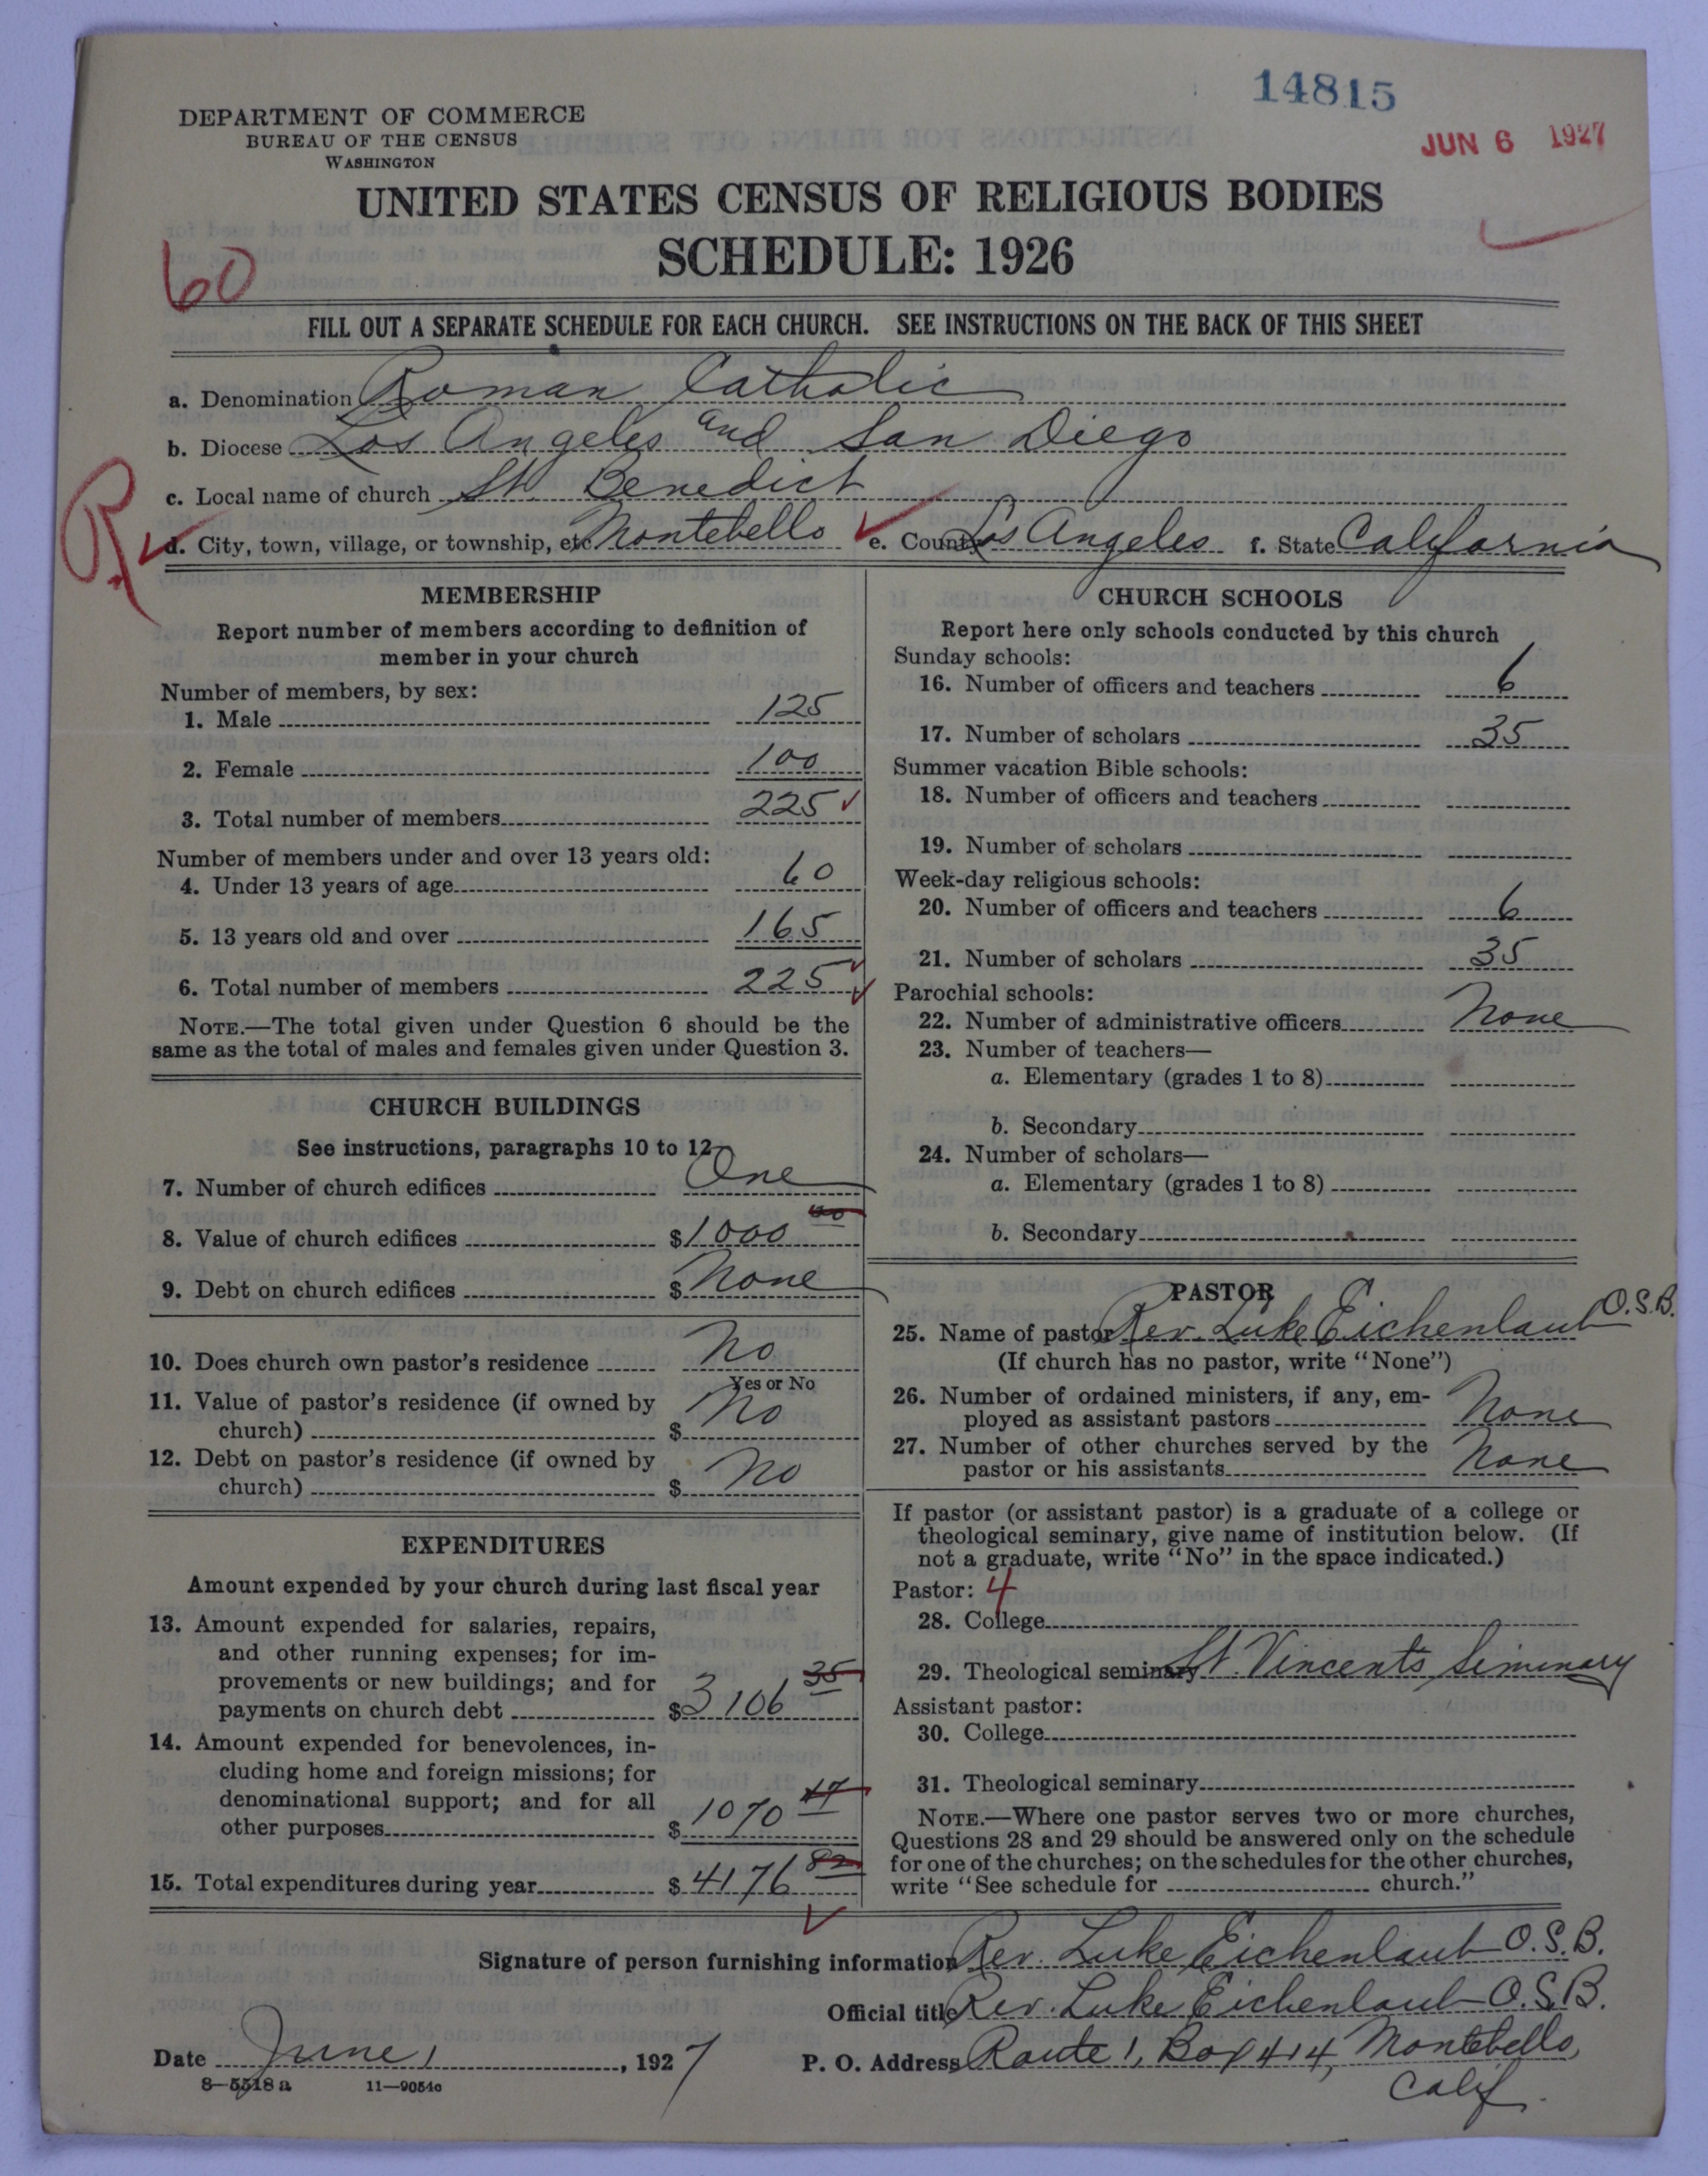 14815
JUN 6 1927
DEPARTMENT OF COMMERCE
BUREAU OF THE CENSUS
WASHINGTON
UNITED STATES CENSUS OF RELIGIOUS BODIES
SCHEDULE: 1926
60
FILL OUT A SEPARATE SCHEDULE FOR EACH CHURCH. SEE INSTRUCTIONS ON THE BACK OF THIS SHEET
a. Denomination Roman Catholic
b. Diocese Los Angeles and San Diego
c. Local name of church St. Benedict
R
d. City, town, village, or township, etc. Montebello e. County Los Angeles f. State California
MEMBERSHIP
Report number of members according to definition of
member in your church
Number of members, by sex:
1. Male 125
2. Female 100
3. Total number of members 225
Number of members under and over 13 years old:
4. Under 13 years of age 60
5. 13 years old and over 165
6. Total number of members 225
NOTE.—The total given under Question 6 should be the
same as the total of males and females given under Question 3.
CHURCH BUILDINGS
See instructions, paragraphs 10 to 12
7. Number of church edifices One
8. Value of church edifices $1000 00
9. Debt on church edifices $ None
10. Does church own pastor's residence No
Yes or No
11. Value of pastor's residence (if owned by
church) $ No
12. Debt on pastor's residence (if owned by
church) $ No
EXPENDITURES
Amount expended by your church during last fiscal year
13. Amount expended for salaries, repairs,
and other running expenses; for im-
provements or new buildings; and for
payments on church debt $3106 35
14. Amount expended for benevolences, in-
cluding home and foreign missions; for
denominational support; and for all
other purposes $1070 47
15. Total expenditures during year $4176 82
CHURCH SCHOOLS
Report here only schools conducted by this church
Sunday schools:
16. Number of officers and teachers 6
17. Number of scholars 35
Summer vacation Bible schools:
18. Number of officers and teachers
19. Number of scholars
Week-day religious schools:
20. Number of officers and teachers 6
21. Number of scholars 35
Parochial schools:
22. Number of administrative officers None
23. Number of teachers—
a. Elementary (grades 1 to 8)
b. Secondary
24. Number of scholars—
a. Elementary (grades 1 to 8)
b. Secondary
PASTOR
25. Name of pastor Rev. Luke Eichenlaub O.S.B.
(If church has no pastor, write "None")
26. Number of ordained ministers, if any, em-
ployed as assistant pastors None
27. Number of other churches served by the
pastor or his assistants None
If pastor (or assistant pastor) is a graduate of a college or
theological seminary, give name of institution below. (If
not a graduate, write "No" in the space indicated.)
Pastor: 4
28. College
29. Theological seminary St. Vincents Siminary
Assistant pastor:
30. College
31. Theological seminary
NOTE.—Where one pastor serves two or more churches,
Questions 28 and 29 should be answered only on the schedule
for one of the churches; on the schedules for the other churches,
write "See schedule for church."
Signature of person furnishing information Rev. Luke Eichenlaub O.S.B.
Official title Rev. Luke Eichenlaub O.S.B.
Date June 1, 1927 P. O. Address Route 1, Box 414, Montebello,
Calif.
8—5518 a 11—9054c